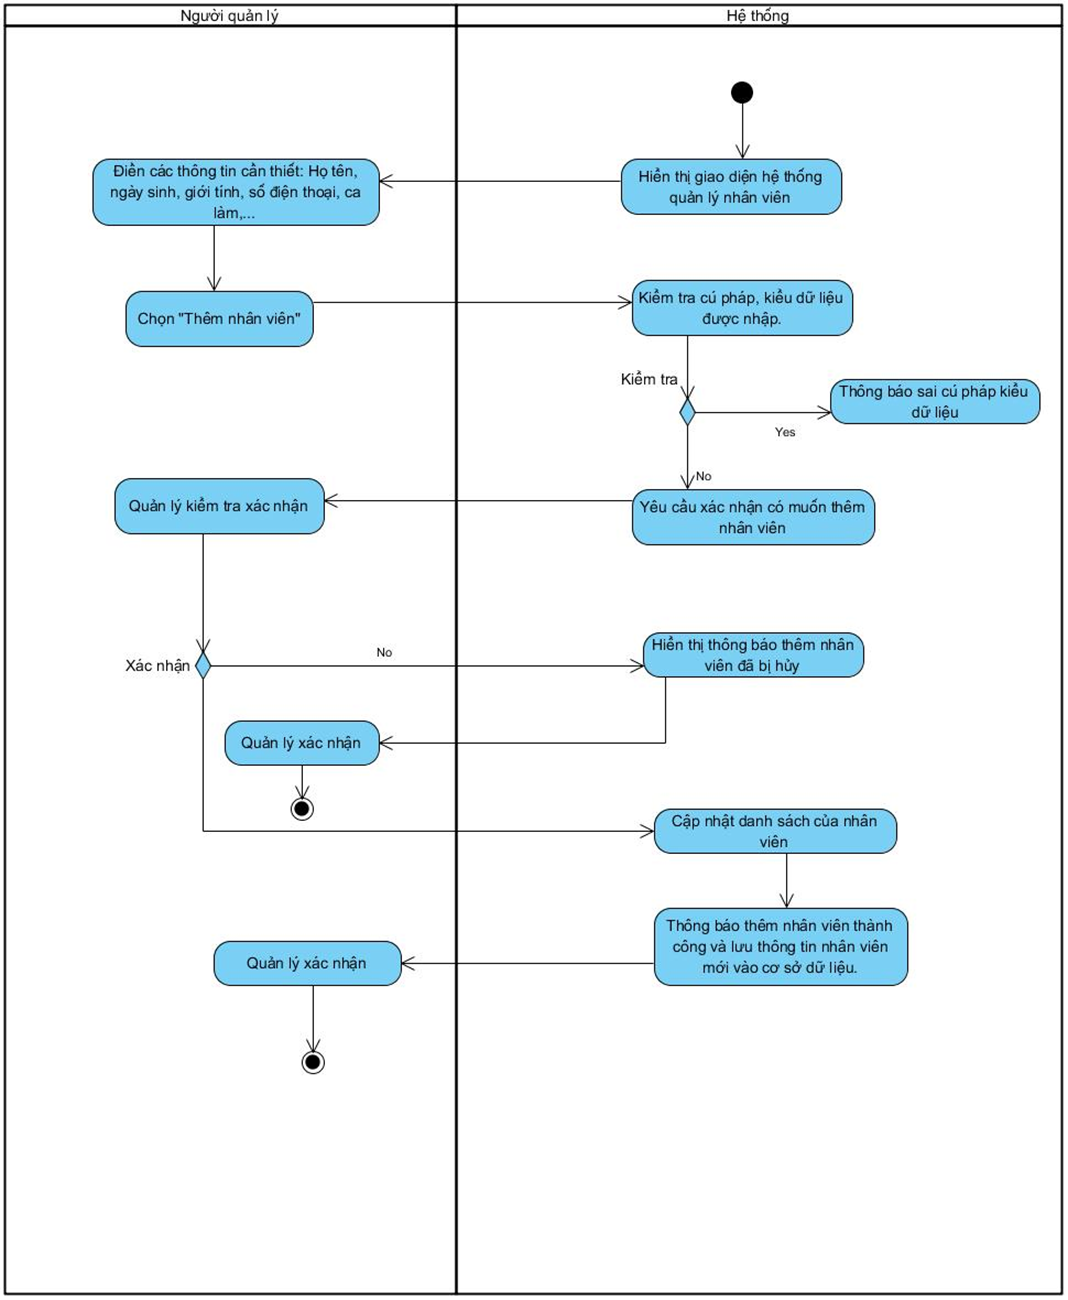 Người quản lý
Hệ thống
Hiển thị giao diện hệ thống
quản lý nhân viên
Điền các thông tin cần thiết: Họ tên,
ngày sinh, giới tính, số điện thoại, ca
làm,...
Chọn "Thêm nhân viên"
Kiểm tra cú pháp, kiểu dữ liệu
được nhập.
Kiểm tra
Thông báo sai cú pháp kiểu
dữ liệu
Yes
No
Yêu cầu xác nhận có muốn thêm
nhân viên
Quản lý kiểm tra xác nhận
Xác nhận
No
Hiển thị thông báo thêm nhân
viên đã bị hủy
Quản lý xác nhận
Cập nhật danh sách của nhân
viên
Thông báo thêm nhân viên thành
công và lưu thông tin nhân viên
mới vào cơ sở dữ liệu.
Quản lý xác nhận